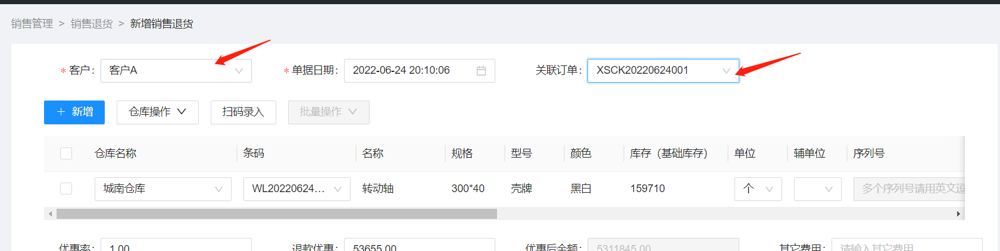 销售管理 > 销售退货 > 新增销售退货
* 客户: 客户A * 单据日期: 2022-06-24 20:10:06 关联订单: XSCK20220624001
+ 新增 仓库操作 扫码录入 批量操作
仓库名称 条码 名称 规格 型号 颜色 库存（基础库存） 单位 辅单位 序列号
城南仓库 WL20220624... 转动轴 300*40 壳牌 黑白 159710 个 多个序列号请用英文逗
优惠率: 1.00 退款优惠: 53655.00 优惠后金额: 5311845.00 其它费用: 请输入其它费用